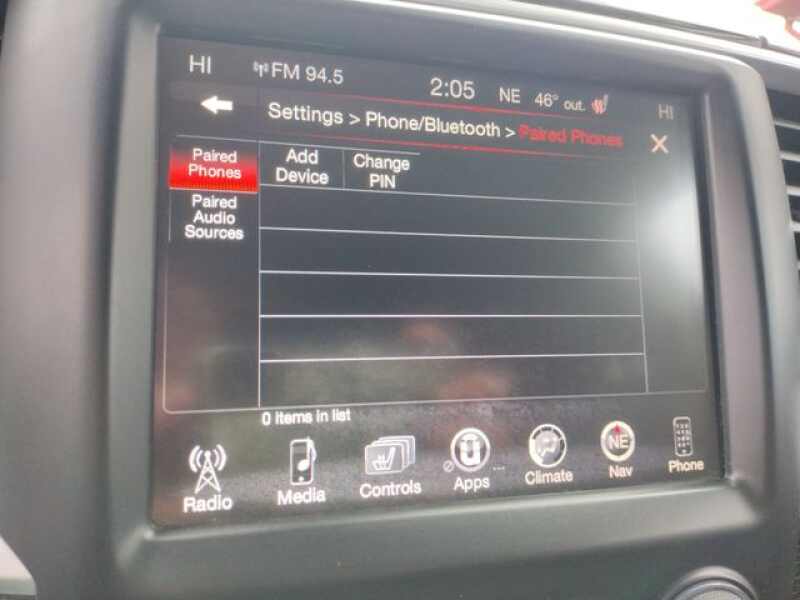 HI FM 94.5 2:05 NE 46° out. HI
Settings > Phone/Bluetooth > Paired Phones
Paired
Phones
Add
Device
Change
PIN
Paired
Audio
Sources
0 items in list
NE
Radio Media Controls Apps Climate Nav Phone